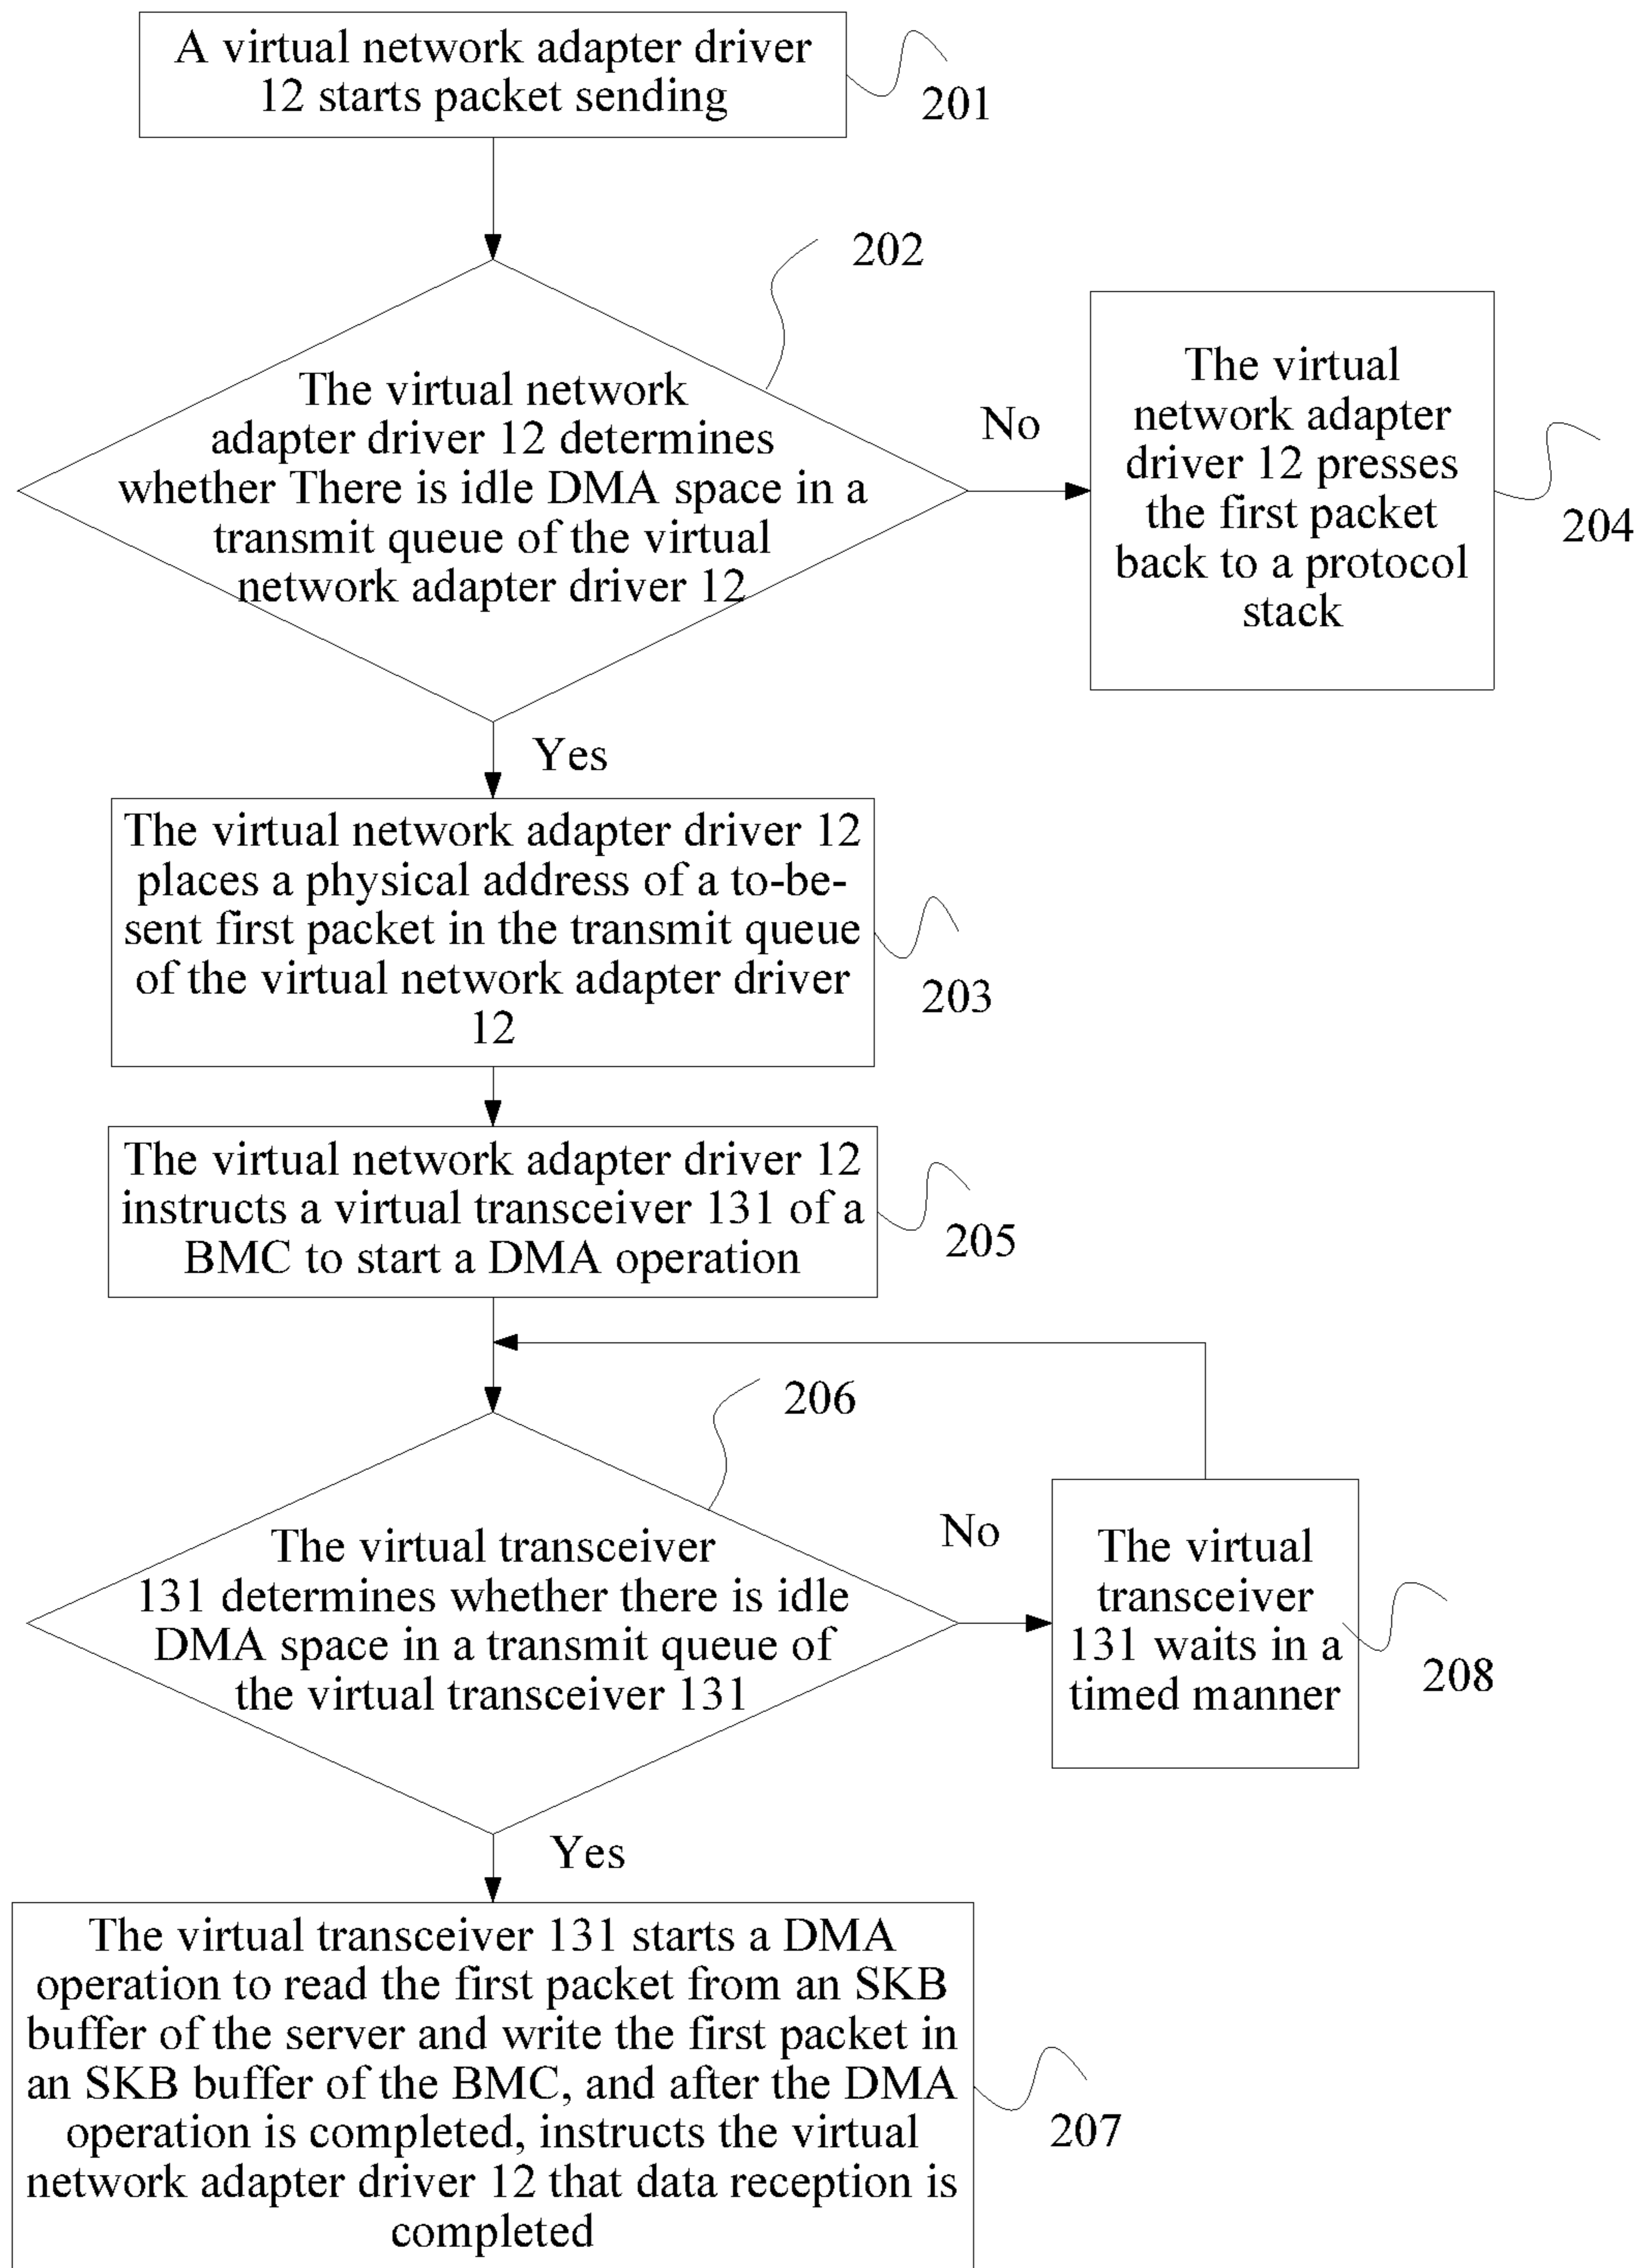 A virtual network adapter driver
12 starts packet sending
201
202
The virtual network
adapter driver 12 determines
whether There is idle DMA space in a
transmit queue of the virtual
network adapter driver 12
No
The virtual
network adapter
driver 12 presses
the first packet
back to a protocol
stack
204
Yes
The virtual network adapter driver 12
places a physical address of a to-be-
sent first packet in the transmit queue
of the virtual network adapter driver
12
203
The virtual network adapter driver 12
instructs a virtual transceiver 131 of a
BMC to start a DMA operation
205
206
The virtual transceiver
131 determines whether there is idle
DMA space in a transmit queue of
the virtual transceiver 131
No
The virtual
transceiver
131 waits in a
timed manner
208
Yes
The virtual transceiver 131 starts a DMA
operation to read the first packet from an SKB
buffer of the server and write the first packet in
an SKB buffer of the BMC, and after the DMA
operation is completed, instructs the virtual
network adapter driver 12 that data reception is
completed
207